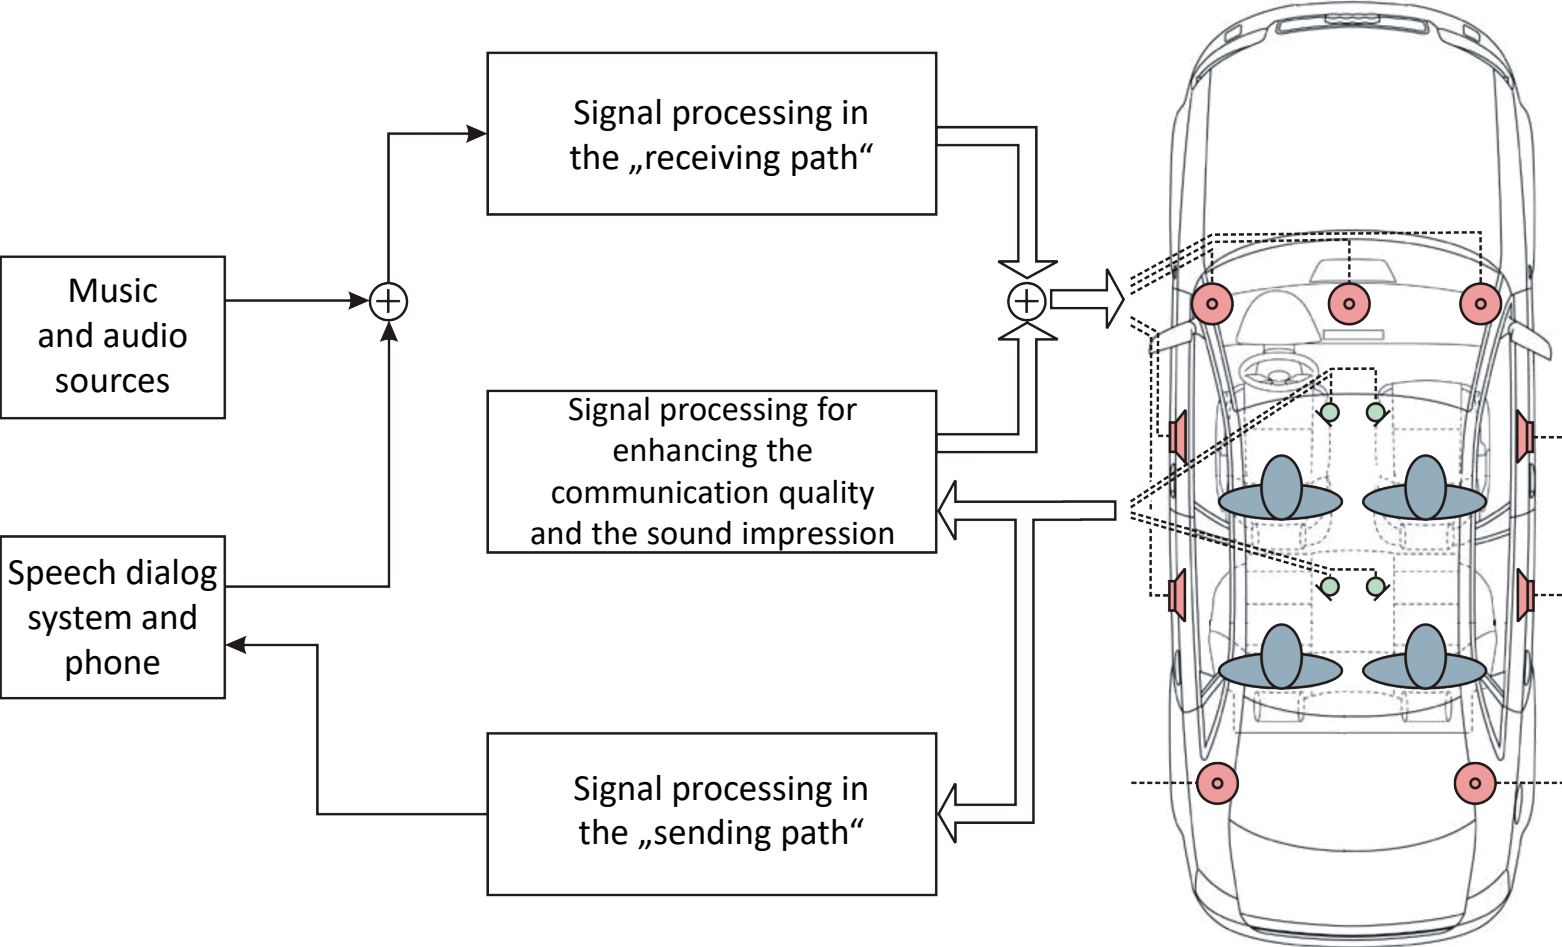 Signal processing in
the „receiving path“
Music
and audio
sources
Signal processing for
enhancing the
communication quality
and the sound impression
Speech dialog
system and
phone
Signal processing in
the „sending path“